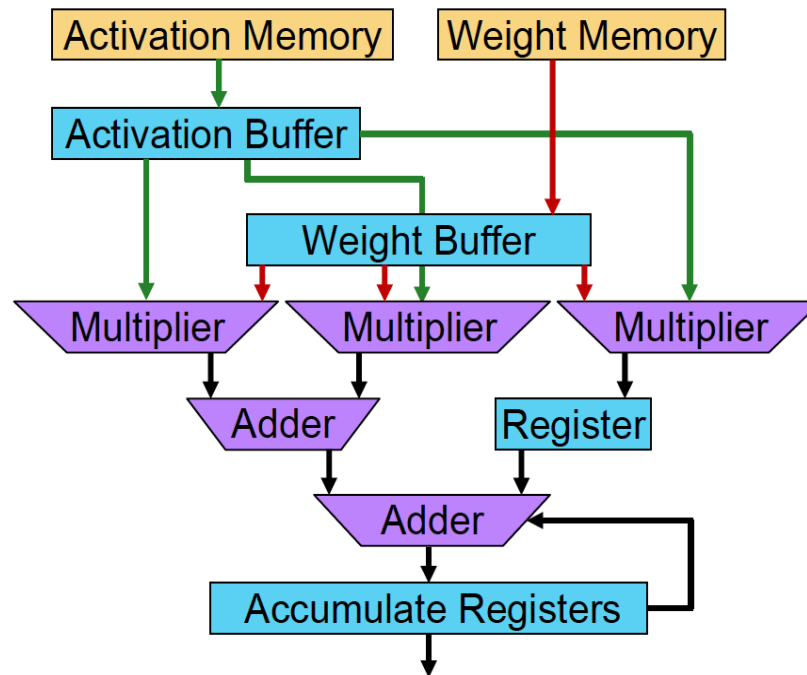 Activation Memory
Weight Memory
Activation Buffer
Weight Buffer
Multiplier
Multiplier
Multiplier
Adder
Register
Adder
Accumulate Registers